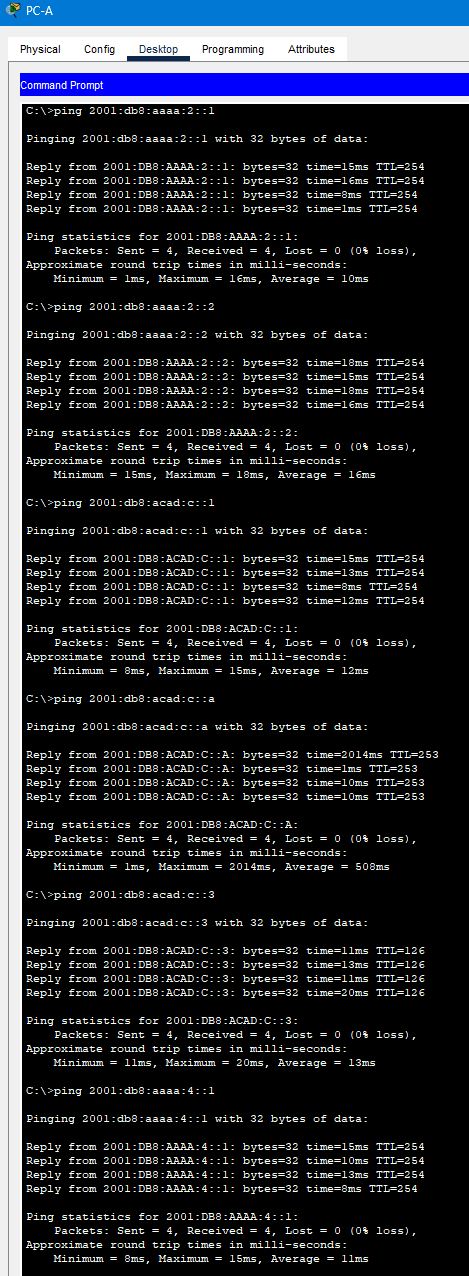 PC-A
Physical Config Desktop Programming Attributes
Command Prompt
C:\>ping 2001:db8:aaaa:2::1
Pinging 2001:db8:aaaa:2::1 with 32 bytes of data:
Reply from 2001:DB8:AAAA:2::1: bytes=32 time=15ms TTL=254
Reply from 2001:DB8:AAAA:2::1: bytes=32 time=16ms TTL=254
Reply from 2001:DB8:AAAA:2::1: bytes=32 time=8ms TTL=254
Reply from 2001:DB8:AAAA:2::1: bytes=32 time=1ms TTL=254
Ping statistics for 2001:DB8:AAAA:2::1:
Packets: Sent = 4, Received = 4, Lost = 0 (0% loss),
Approximate round trip times in milli-seconds:
Minimum = 1ms, Maximum = 16ms, Average = 10ms
C:\>ping 2001:db8:aaaa:2::2
Pinging 2001:db8:aaaa:2::2 with 32 bytes of data:
Reply from 2001:DB8:AAAA:2::2: bytes=32 time=18ms TTL=254
Reply from 2001:DB8:AAAA:2::2: bytes=32 time=15ms TTL=254
Reply from 2001:DB8:AAAA:2::2: bytes=32 time=18ms TTL=254
Reply from 2001:DB8:AAAA:2::2: bytes=32 time=16ms TTL=254
Ping statistics for 2001:DB8:AAAA:2::2:
Packets: Sent = 4, Received = 4, Lost = 0 (0% loss),
Approximate round trip times in milli-seconds:
Minimum = 15ms, Maximum = 18ms, Average = 16ms
C:\>ping 2001:db8:acad:c::1
Pinging 2001:db8:acad:c::1 with 32 bytes of data:
Reply from 2001:DB8:ACAD:C::1: bytes=32 time=15ms TTL=254
Reply from 2001:DB8:ACAD:C::1: bytes=32 time=13ms TTL=254
Reply from 2001:DB8:ACAD:C::1: bytes=32 time=8ms TTL=254
Reply from 2001:DB8:ACAD:C::1: bytes=32 time=12ms TTL=254
Ping statistics for 2001:DB8:ACAD:C::1:
Packets: Sent = 4, Received = 4, Lost = 0 (0% loss),
Approximate round trip times in milli-seconds:
Minimum = 8ms, Maximum = 15ms, Average = 12ms
C:\>ping 2001:db8:acad:c::a
Pinging 2001:db8:acad:c::a with 32 bytes of data:
Reply from 2001:DB8:ACAD:C::A: bytes=32 time=2014ms TTL=253
Reply from 2001:DB8:ACAD:C::A: bytes=32 time=1ms TTL=253
Reply from 2001:DB8:ACAD:C::A: bytes=32 time=10ms TTL=253
Reply from 2001:DB8:ACAD:C::A: bytes=32 time=10ms TTL=253
Ping statistics for 2001:DB8:ACAD:C::A:
Packets: Sent = 4, Received = 4, Lost = 0 (0% loss),
Approximate round trip times in milli-seconds:
Minimum = 1ms, Maximum = 2014ms, Average = 508ms
C:\>ping 2001:db8:acad:c::3
Pinging 2001:db8:acad:c::3 with 32 bytes of data:
Reply from 2001:DB8:ACAD:C::3: bytes=32 time=11ms TTL=126
Reply from 2001:DB8:ACAD:C::3: bytes=32 time=13ms TTL=126
Reply from 2001:DB8:ACAD:C::3: bytes=32 time=11ms TTL=126
Reply from 2001:DB8:ACAD:C::3: bytes=32 time=20ms TTL=126
Ping statistics for 2001:DB8:ACAD:C::3:
Packets: Sent = 4, Received = 4, Lost = 0 (0% loss),
Approximate round trip times in milli-seconds:
Minimum = 11ms, Maximum = 20ms, Average = 13ms
C:\>ping 2001:db8:aaaa:4::1
Pinging 2001:db8:aaaa:4::1 with 32 bytes of data:
Reply from 2001:DB8:AAAA:4::1: bytes=32 time=15ms TTL=254
Reply from 2001:DB8:AAAA:4::1: bytes=32 time=10ms TTL=254
Reply from 2001:DB8:AAAA:4::1: bytes=32 time=13ms TTL=254
Reply from 2001:DB8:AAAA:4::1: bytes=32 time=8ms TTL=254
Ping statistics for 2001:DB8:AAAA:4::1:
Packets: Sent = 4, Received = 4, Lost = 0 (0% loss),
Approximate round trip times in milli-seconds:
Minimum = 8ms, Maximum = 15ms, Average = 11ms